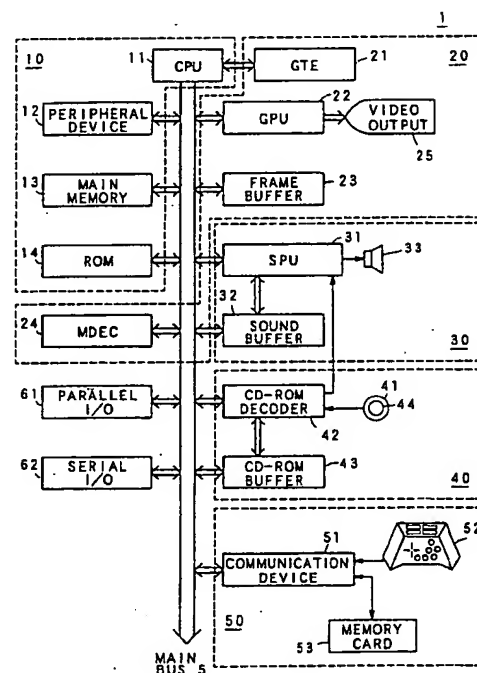 1
10
11
CPU
GTE
21
20
12
PERIPHERAL
DEVICE
22
GPU
VIDEO
OUTPUT
25
13
MAIN
MEMORY
FRAME
BUFFER
23
14
ROM
31
SPU
33
24
MDEC
32
SOUND
BUFFER
30
61
PARALLEL
I/O
CD-ROM
DECODER
42
41
44
62
SERIAL
I/O
CD-ROM
BUFFER
43
40
51
COMMUNICATION
DEVICE
52
50
53
MEMORY
CARD
MAIN
BUS 5